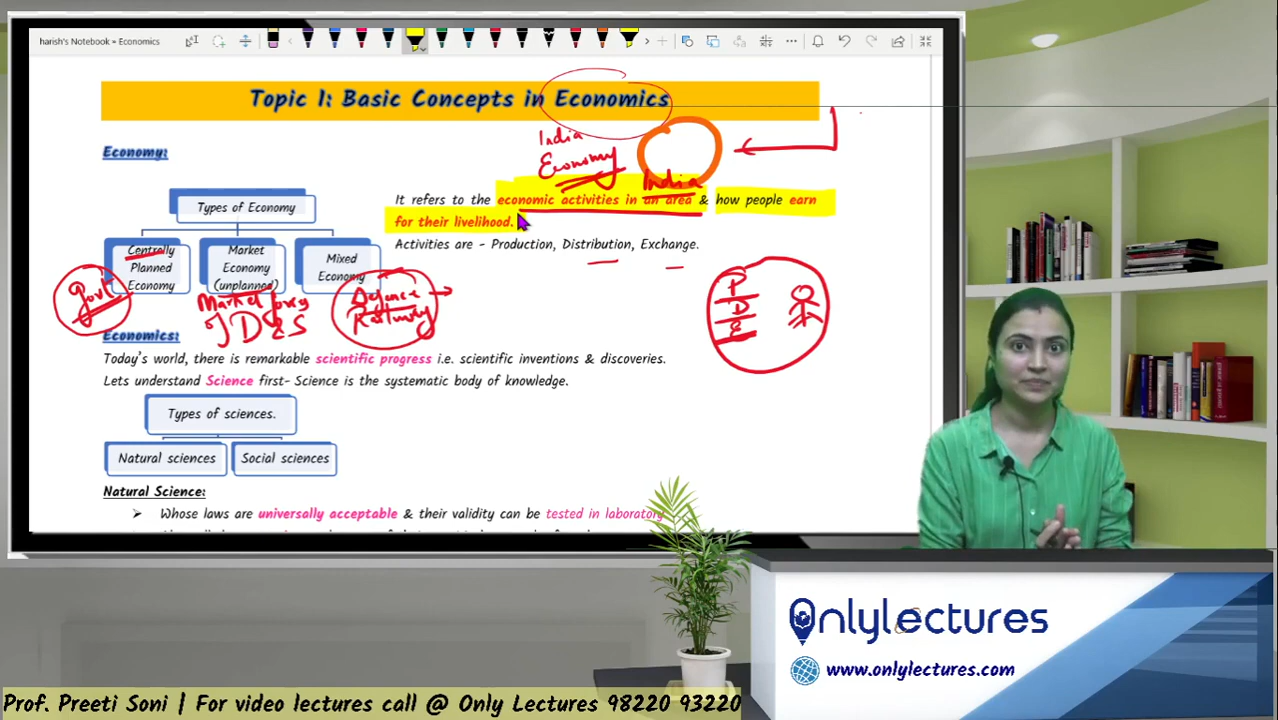 harish's Notebook » Economics
Topic 1: Basic Concepts in Economics
India
Economy:
Economy
India
It refers to the economic activities in an area & how people earn
for their livelihood.
Types of Economy
Activities are - Production, Distribution, Exchange.
Centrally
Planned
Economy
Market
Economy
(unplanned)
Mixed
Economy
P
D
E
Govt
Market forces
of D & S
Defence
Economics:
Today's world, there is remarkable scientific progress i.e. scientific inventions & discoveries.
Lets understand Science first- Science is the systematic body of knowledge.
Types of sciences.
Natural sciences
Social sciences
Natural Science:
➤ Whose laws are universally acceptable & their validity can be tested in laboratory
Onlylectures
www.onlylectures.com
Prof. Preeti Soni | For video lectures call @ Only Lectures 98220 93220